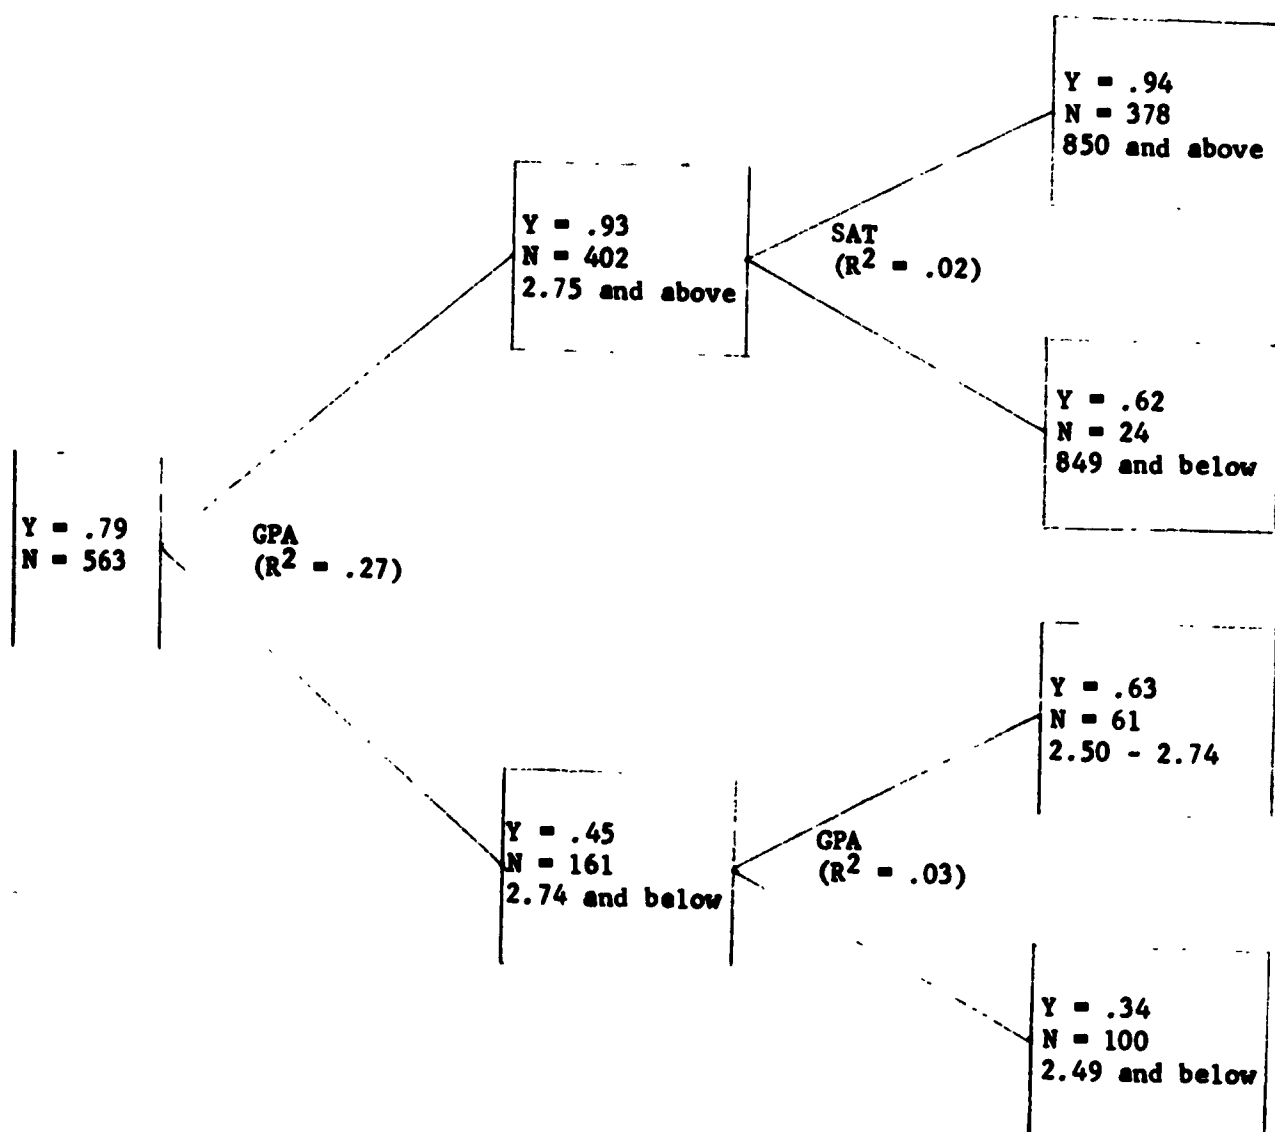 Y = .94
N = 378
850 and above
Y = .93
N = 402
2.75 and above
SAT
(R² = .02)
Y = .62
N = 24
849 and below
Y = .79
N = 563
GPA
(R² = .27)
Y = .63
N = 61
2.50 - 2.74
Y = .45
N = 161
2.74 and below
GPA
(R² = .03)
Y = .34
N = 100
2.49 and below